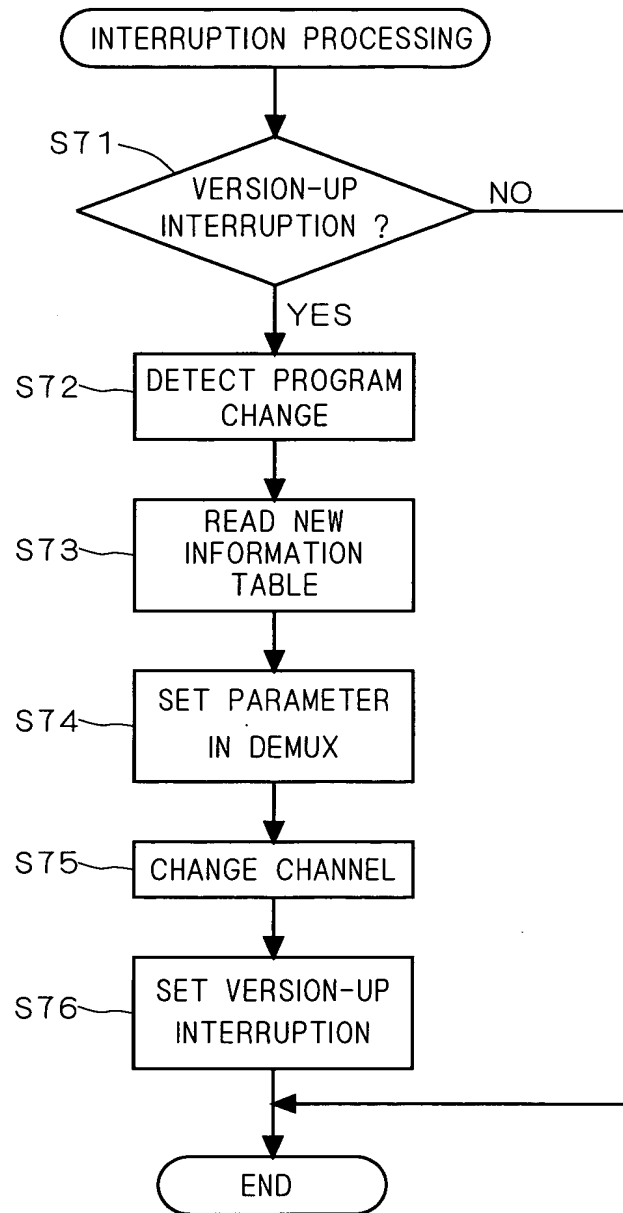 INTERRUPTION PROCESSING
S71
VERSION-UP
INTERRUPTION ?
NO
YES
S72
DETECT PROGRAM
CHANGE
S73
READ NEW
INFORMATION
TABLE
S74
SET PARAMETER
IN DEMUX
S75
CHANGE CHANNEL
S76
SET VERSION-UP
INTERRUPTION
END